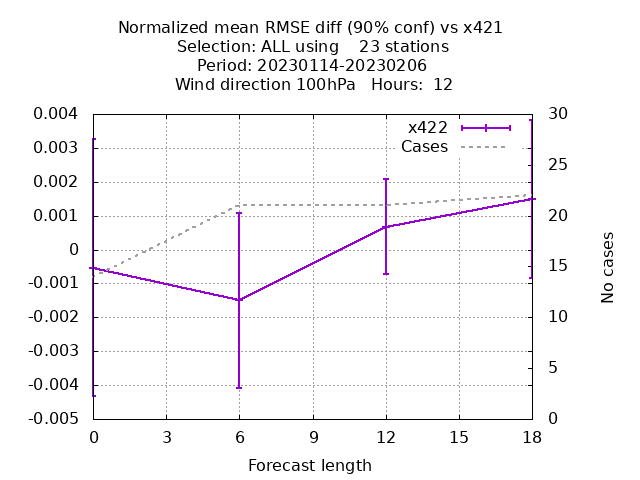 Normalized mean RMSE diff (90% conf) vs x421
Selection: ALL using    23 stations
Period: 20230114-20230206
Wind direction 100hPa   Hours:  12
0.004
0.003
0.002
0.001
0
-0.001
-0.002
-0.003
-0.004
-0.005
30
25
20
15
10
5
0
x422
Cases
No cases
0 3 6 9 12 15 18
Forecast length